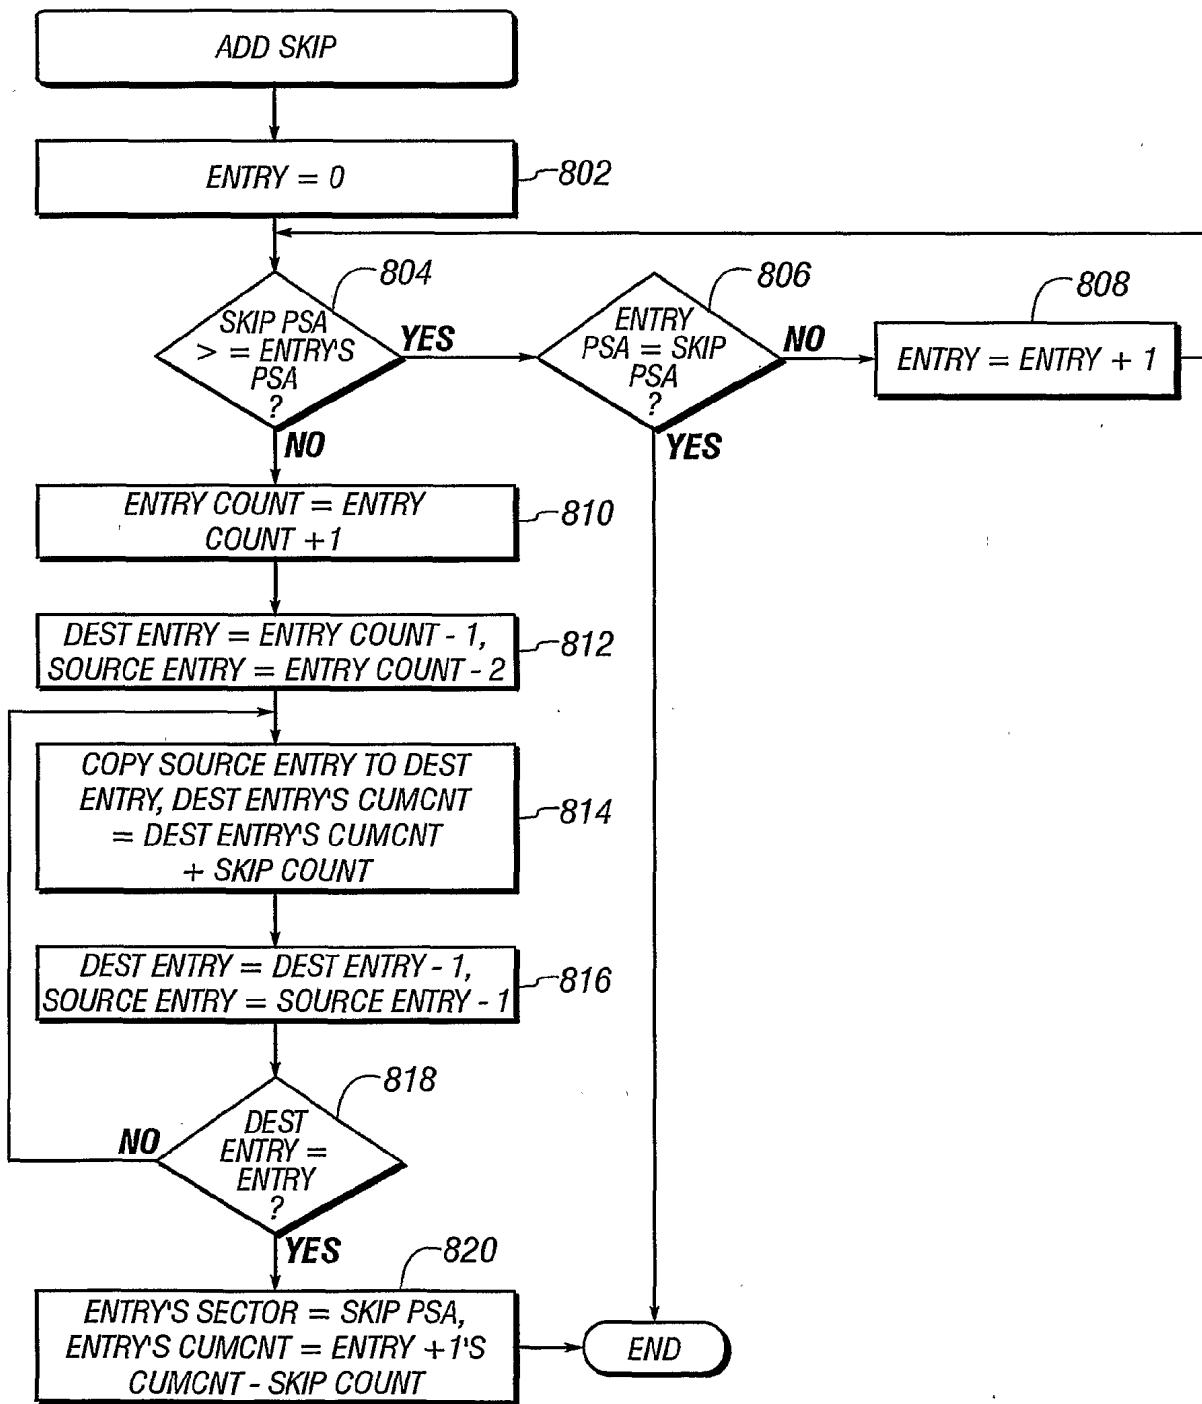 ADD SKIP
ENTRY = 0
802
804
SKIP PSA
> = ENTRY'S
PSA
?
YES
NO
806
ENTRY
PSA = SKIP
PSA
?
NO
YES
808
ENTRY = ENTRY + 1
ENTRY COUNT = ENTRY
COUNT +1
810
DEST ENTRY = ENTRY COUNT - 1,
SOURCE ENTRY = ENTRY COUNT - 2
812
COPY SOURCE ENTRY TO DEST
ENTRY, DEST ENTRY'S CUMCNT
= DEST ENTRY'S CUMCNT
+ SKIP COUNT
814
DEST ENTRY = DEST ENTRY - 1,
SOURCE ENTRY = SOURCE ENTRY - 1
816
818
DEST
ENTRY =
ENTRY
?
NO
YES
820
ENTRY'S SECTOR = SKIP PSA,
ENTRY'S CUMCNT = ENTRY +1'S
CUMCNT - SKIP COUNT
END